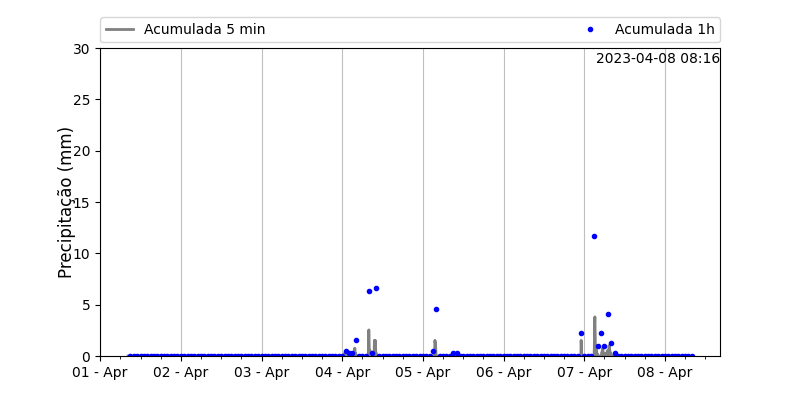 Acumulada 5 min Acumulada 1h
2023-04-08 08:16
Precipitação (mm)
30
25
20
15
10
5
0
01 - Apr 02 - Apr 03 - Apr 04 - Apr 05 - Apr 06 - Apr 07 - Apr 08 - Apr